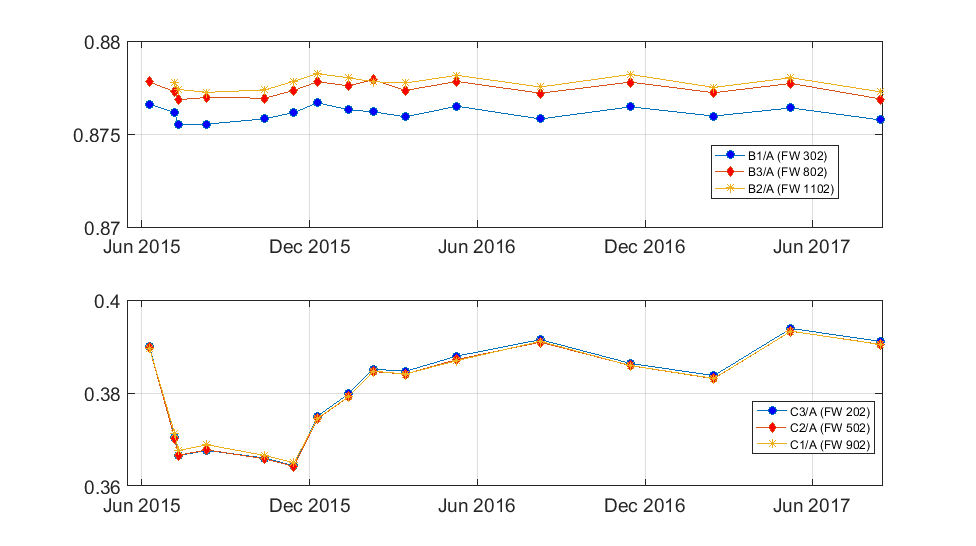 0.88
0.875
0.87
B1/A (FW 302)
B3/A (FW 802)
B2/A (FW 1102)
Jun 2015 Dec 2015 Jun 2016 Dec 2016 Jun 2017
0.4
0.38
0.36
C3/A (FW 202)
C2/A (FW 502)
C1/A (FW 902)
Jun 2015 Dec 2015 Jun 2016 Dec 2016 Jun 2017